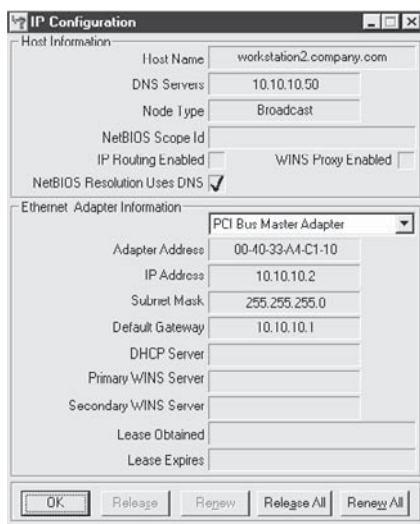 IP Configuration
Host Information
Host Name workstation2.company.com
DNS Servers 10.10.10.50
Node Type Broadcast
NetBIOS Scope Id
IP Routing Enabled WINS Proxy Enabled
NetBIOS Resolution Uses DNS
Ethernet Adapter Information
PCI Bus Master Adapter
Adapter Address 00-40-33-A4-C1-10
IP Address 10.10.10.2
Subnet Mask 255.255.255.0
Default Gateway 10.10.10.1
DHCP Server
Primary WINS Server
Secondary WINS Server
Lease Obtained
Lease Expires
OK Release Renew Release All Renew All